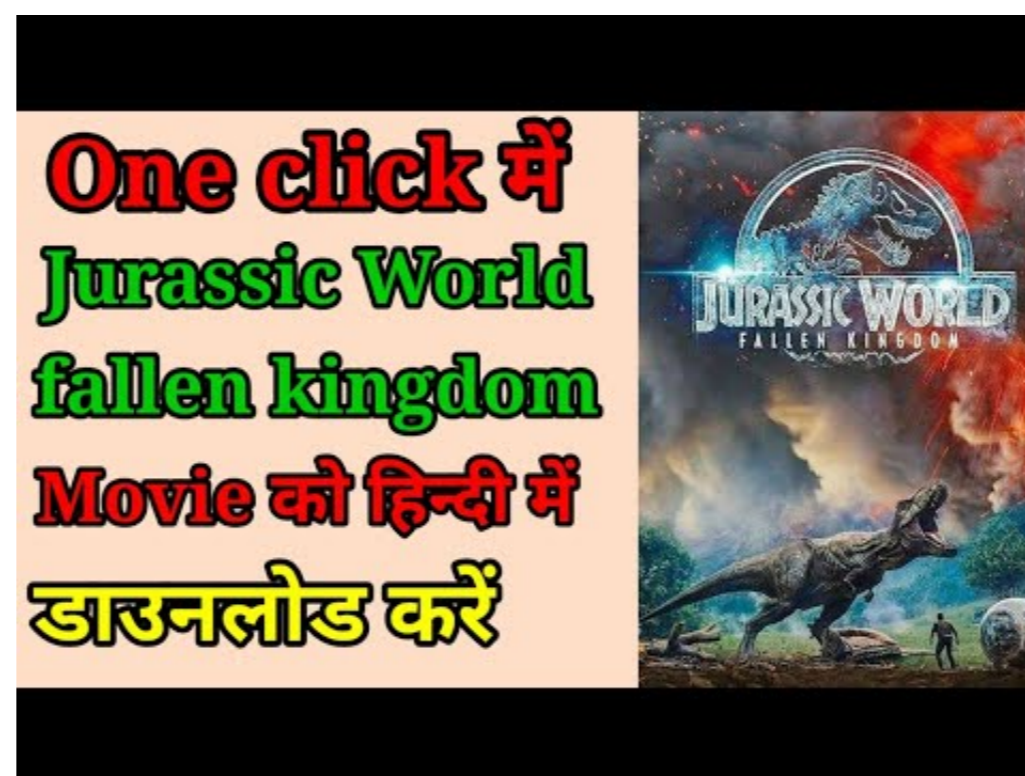 One click में
Jurassic World
fallen kingdom
Movie को हिन्दी में
डाउनलोड करें
JURASSIC WORLD
FALLEN KINGDOM